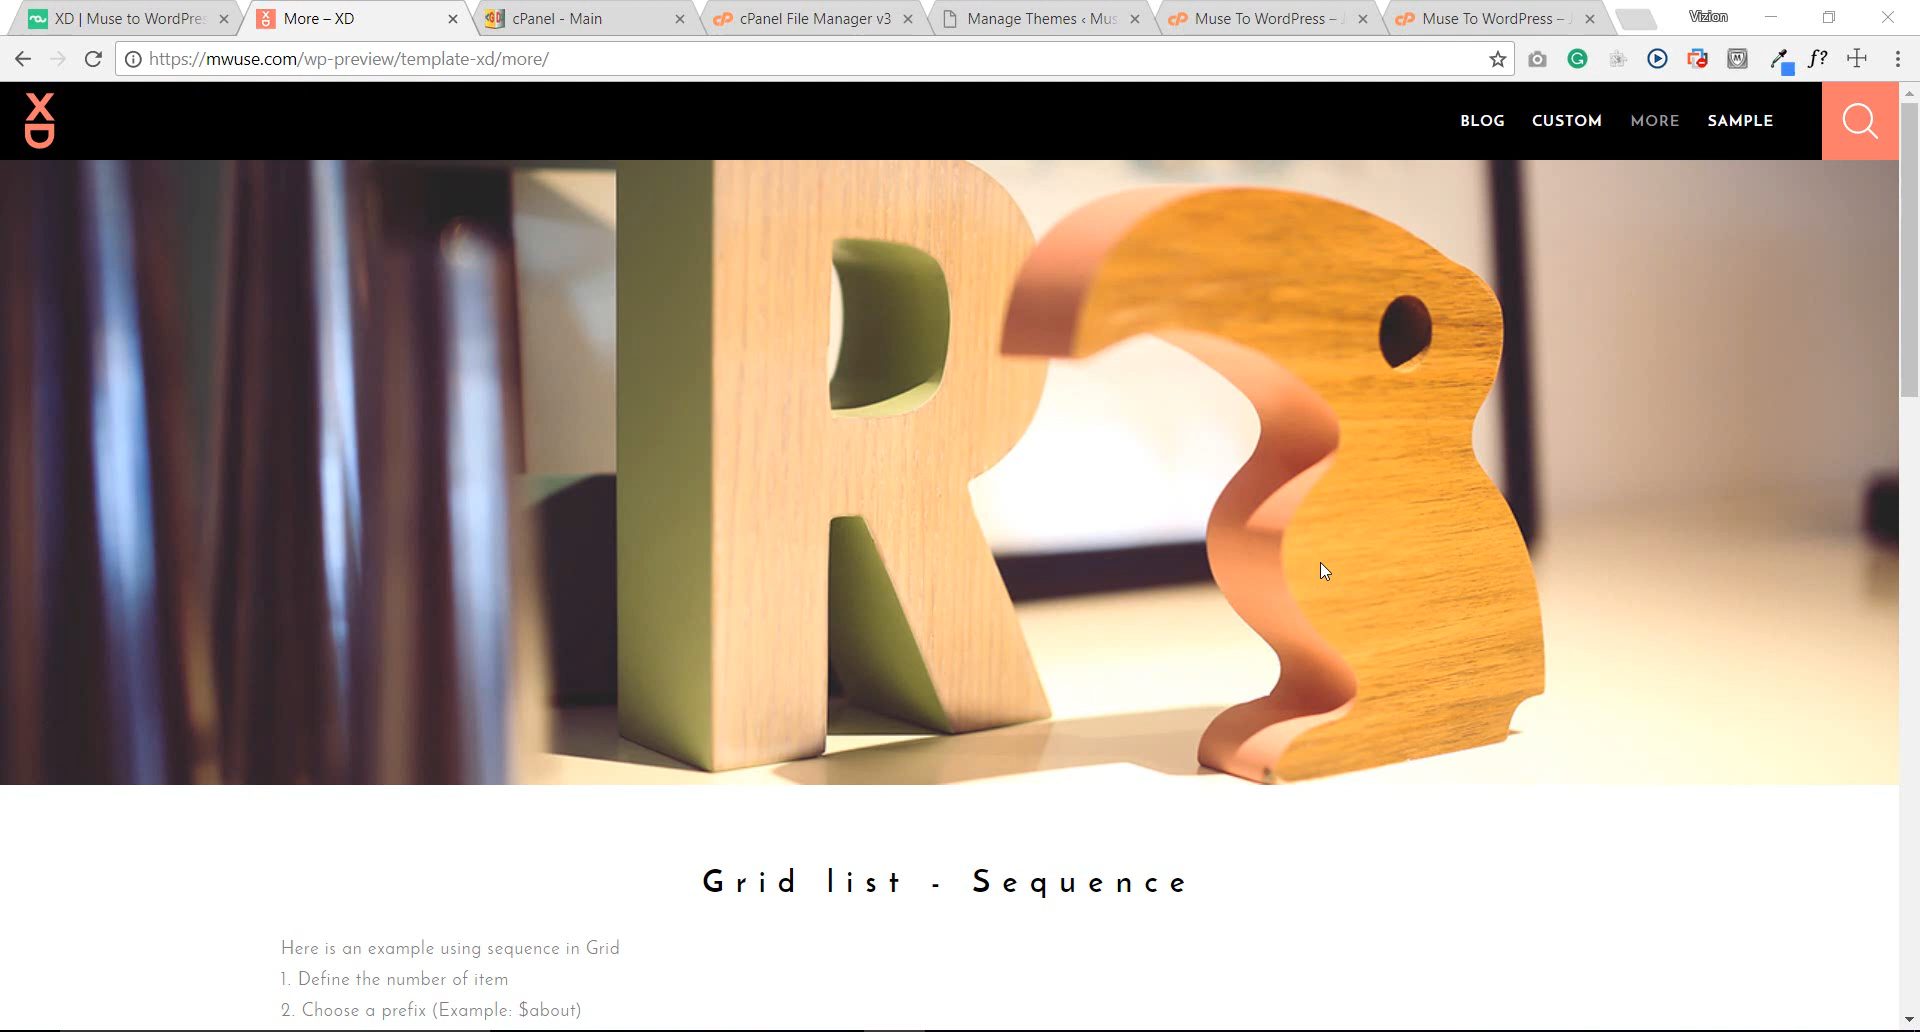 XD | Muse to WordPres
More – XD
cPanel - Main
cPanel File Manager v3
Manage Themes ‹ Mus
Muse To WordPress –
Muse To WordPress –
Vizion
https://mwuse.com/wp-preview/template-xd/more/
f?
XD
BLOG CUSTOM MORE SAMPLE
R
Grid list - Sequence
Here is an example using sequence in Grid
1. Define the number of item
2. Choose a prefix (Example: $about)